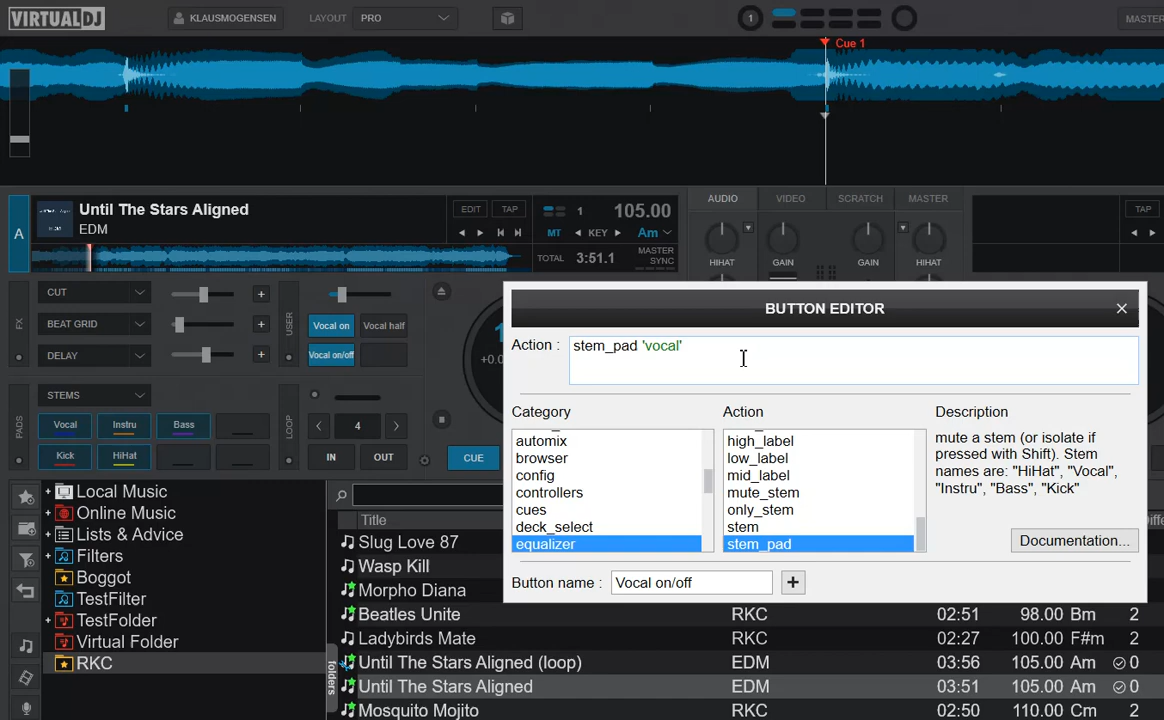 VIRTUALDJ
KLAUSMOGENSEN
LAYOUT
PRO
1
MASTER
Cue 1
A
Until The Stars Aligned
EDM
EDIT
TAP
1
105.00
MT
KEY
Am
TOTAL
3:51.1
MASTER
SYNC
AUDIO
VIDEO
SCRATCH
MASTER
HIHAT
GAIN
GAIN
HIHAT
TAP
FX
CUT
BEAT GRID
DELAY
USER
Vocal on
Vocal half
Vocal on/off
+0.0
PADS
STEMS
Vocal
Instru
Bass
Kick
HiHat
LOOP
4
IN
OUT
CUE
BUTTON EDITOR
Action :
stem_pad 'vocal'
Category
automix
browser
config
controllers
cues
deck_select
equalizer
Action
high_label
low_label
mid_label
mute_stem
only_stem
stem
stem_pad
Description
mute a stem (or isolate if
pressed with Shift). Stem
names are: "HiHat", "Vocal",
"Instru", "Bass", "Kick"
Documentation...
Button name :
Vocal on/off
+ Local Music
+ Online Music
+ Lists & Advice
+ Filters
Boggot
TestFilter
+ TestFolder
Virtual Folder
RKC
folders
Title
Slug Love 87
Wasp Kill
Morpho Diana
Beatles Unite RKC 02:51 98.00 Bm 2
Ladybirds Mate RKC 02:27 100.00 F#m 2
Until The Stars Aligned (loop) EDM 03:56 105.00 Am 0
Until The Stars Aligned EDM 03:51 105.00 Am 0
Mosquito Mojito RKC 02:50 110.00 Cm 2